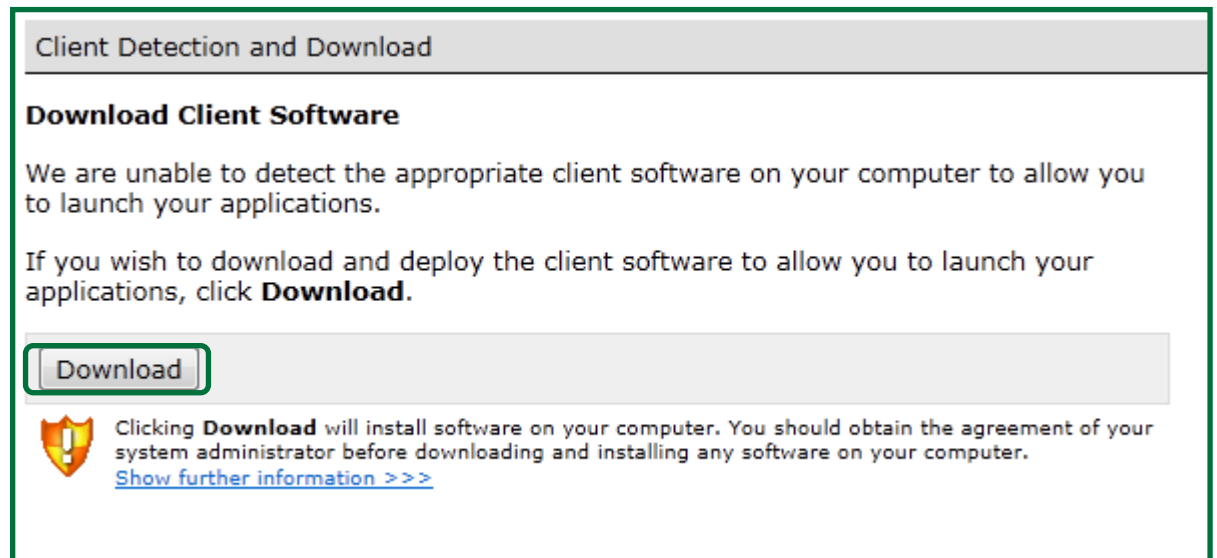 Client Detection and Download
Download Client Software
We are unable to detect the appropriate client software on your computer to allow you
to launch your applications.
If you wish to download and deploy the client software to allow you to launch your
applications, click Download.
Download
Clicking Download will install software on your computer. You should obtain the agreement of your
system administrator before downloading and installing any software on your computer.
Show further information >>>